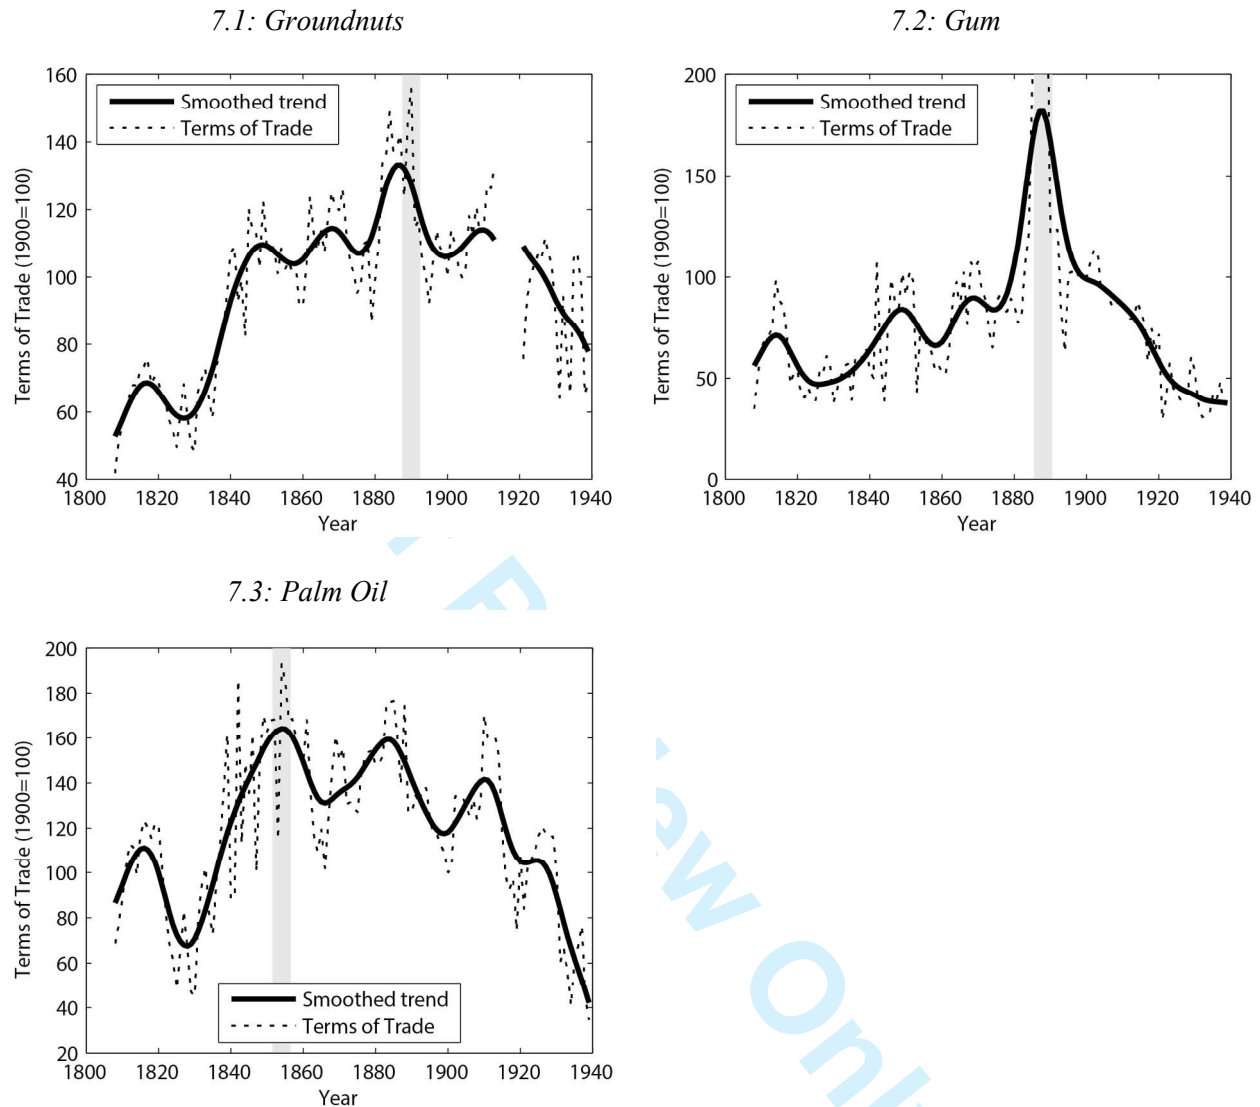 7.1: Groundnuts
160
140
120
100
80
60
40
1800 1820 1840 1860 1880 1900 1920 1940
Terms of Trade (1900=100)
Year
Smoothed trend
Terms of Trade
7.2: Gum
200
150
100
50
0
1800 1820 1840 1860 1880 1900 1920 1940
Terms of Trade (1900=100)
Year
Smoothed trend
Terms of Trade
7.3: Palm Oil
200
180
160
140
120
100
80
60
40
20
1800 1820 1840 1860 1880 1900 1920 1940
Terms of Trade (1900=100)
Year
Smoothed trend
Terms of Trade